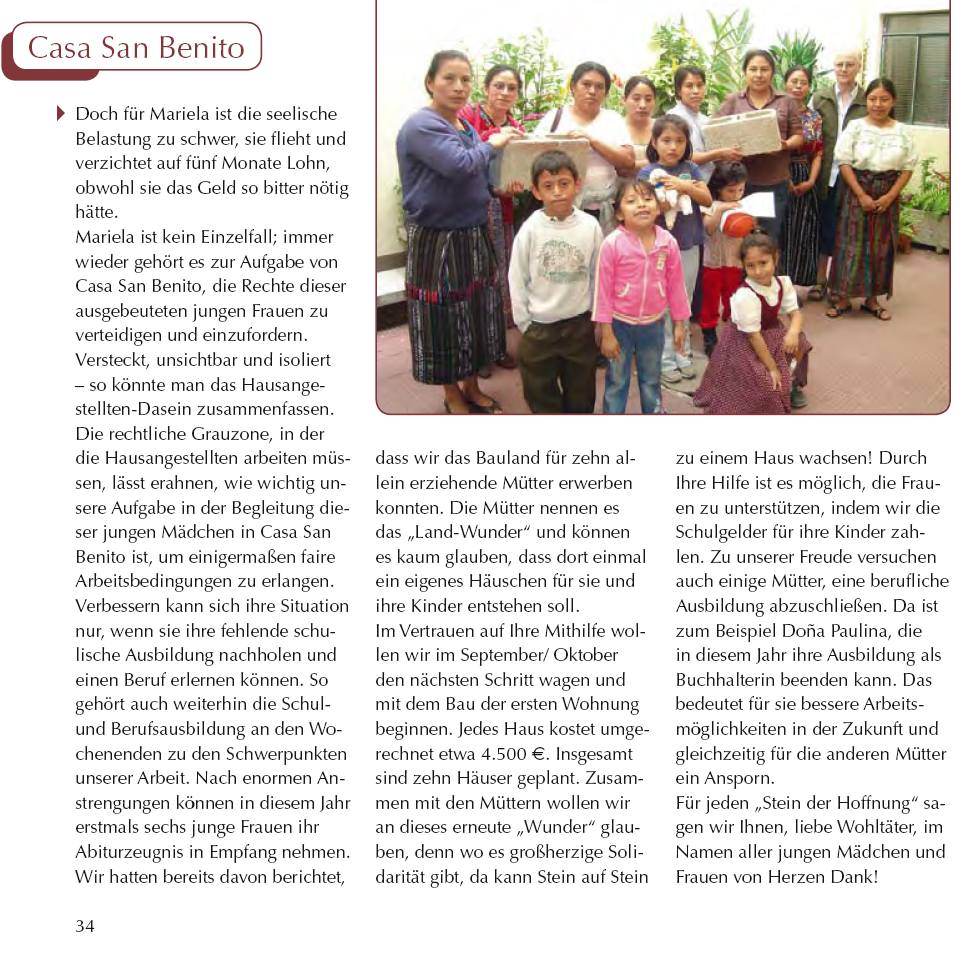 Casa San Benito
Doch für Mariela ist die seelische
Belastung zu schwer, sie flieht und
verzichtet auf fünf Monate Lohn,
obwohl sie das Geld so bitter nötig
hätte.
Mariela ist kein Einzelfall; immer
wieder gehört es zur Aufgabe von
Casa San Benito, die Rechte dieser
ausgebeuteten jungen Frauen zu
verteidigen und einzufordern.
Versteckt, unsichtbar und isoliert
– so könnte man das Hausange-
stellten-Dasein zusammenfassen.
Die rechtliche Grauzone, in der
die Hausangestellten arbeiten müs-
sen, lässt erahnen, wie wichtig un-
sere Aufgabe in der Begleitung die-
ser jungen Mädchen in Casa San
Benito ist, um einigermaßen faire
Arbeitsbedingungen zu erlangen.
Verbessern kann sich ihre Situation
nur, wenn sie ihre fehlende schu-
lische Ausbildung nachholen und
einen Beruf erlernen können. So
gehört auch weiterhin die Schul-
und Berufsausbildung an den Wo-
chenenden zu den Schwerpunkten
unserer Arbeit. Nach enormen An-
strengungen können in diesem Jahr
erstmals sechs junge Frauen ihr
Abiturzeugnis in Empfang nehmen.
Wir hatten bereits davon berichtet,
dass wir das Bauland für zehn al-
lein erziehende Mütter erwerben
konnten. Die Mütter nennen es
das „Land-Wunder“ und können
es kaum glauben, dass dort einmal
ein eigenes Häuschen für sie und
ihre Kinder entstehen soll.
Im Vertrauen auf Ihre Mithilfe wol-
len wir im September/ Oktober
den nächsten Schritt wagen und
mit dem Bau der ersten Wohnung
beginnen. Jedes Haus kostet umge-
rechnet etwa 4.500 €. Insgesamt
sind zehn Häuser geplant. Zusam-
men mit den Müttern wollen wir
an dieses erneute „Wunder“ glau-
ben, denn wo es großherzige Soli-
darität gibt, da kann Stein auf Stein
zu einem Haus wachsen! Durch
Ihre Hilfe ist es möglich, die Frau-
en zu unterstützen, indem wir die
Schulgelder für ihre Kinder zah-
len. Zu unserer Freude versuchen
auch einige Mütter, eine berufliche
Ausbildung abzuschließen. Da ist
zum Beispiel Doña Paulina, die
in diesem Jahr ihre Ausbildung als
Buchhalterin beenden kann. Das
bedeutet für sie bessere Arbeits-
möglichkeiten in der Zukunft und
gleichzeitig für die anderen Mütter
ein Ansporn.
Für jeden „Stein der Hoffnung“ sa-
gen wir Ihnen, liebe Wohltäter, im
Namen aller jungen Mädchen und
Frauen von Herzen Dank!
34